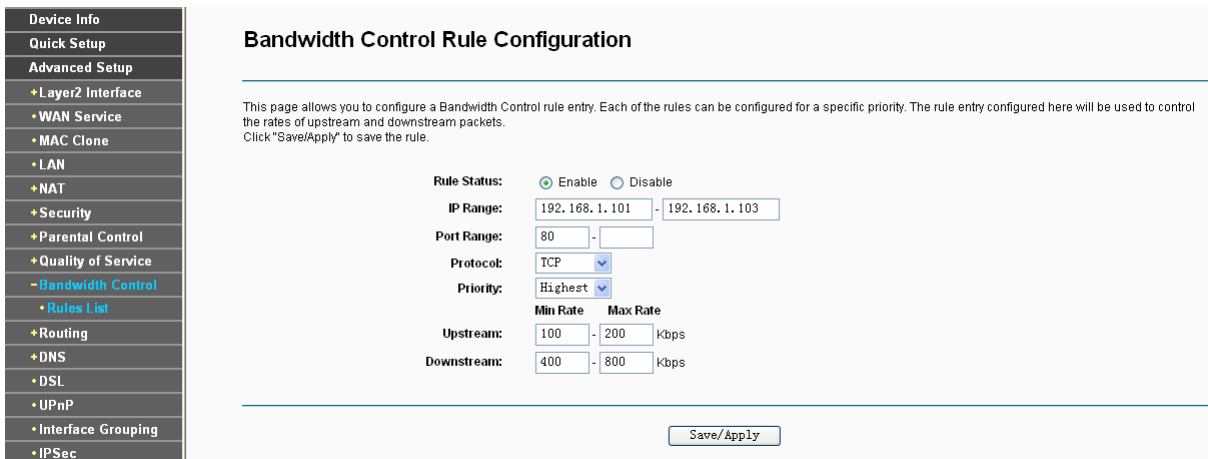 Device Info
Quick Setup
Advanced Setup
+Layer2 Interface
•WAN Service
•MAC Clone
•LAN
+NAT
+Security
+Parental Control
+Quality of Service
−Bandwidth Control
•Rules List
+Routing
+DNS
•DSL
•UPnP
•Interface Grouping
•IPSec
Bandwidth Control Rule Configuration
This page allows you to configure a Bandwidth Control rule entry. Each of the rules can be configured for a specific priority. The rule entry configured here will be used to control
the rates of upstream and downstream packets.
Click "Save/Apply" to save the rule.
Rule Status: Enable Disable
IP Range: 192.168.1.101 - 192.168.1.103
Port Range: 80 -
Protocol: TCP
Priority: Highest
Min Rate Max Rate
Upstream: 100 - 200 Kbps
Downstream: 400 - 800 Kbps
Save/Apply